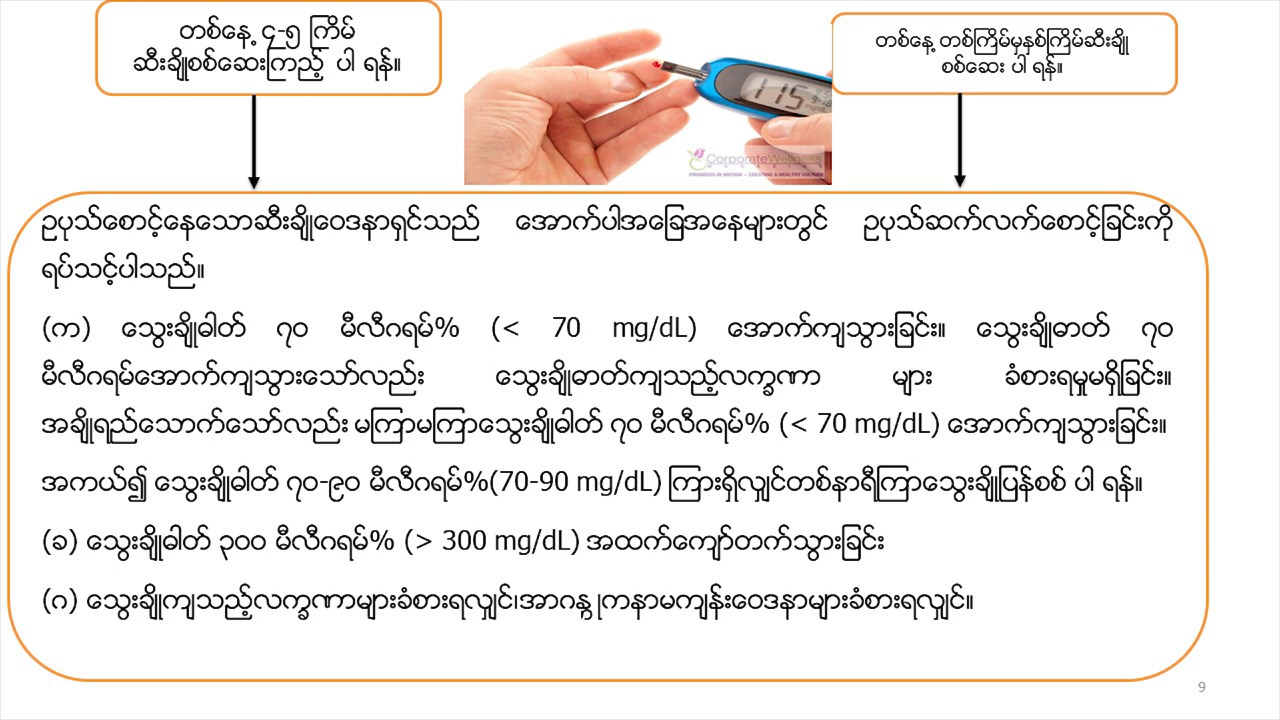 တစ်နေ့ ၄-၅ ကြိမ်
ဆီးချိုစစ်ဆေးကြည့် ပါ ရန်။
115
CorporateWellness
MAGAZINE
PROGRESS IN MOTION – CREATING A HEALTHY CULTURE
တစ်နေ့ တစ်ကြိမ်မှနှစ်ကြိမ်ဆီးချို
စစ်ဆေး ပါ ရန်။
ဥပုသ်စောင့်နေသောဆီးချိုဝေဒနာရှင်သည် အောက်ပါအခြေအနေများတွင် ဥပုသ်ဆက်လက်စောင့်ခြင်းကို
ရပ်သင့်ပါသည်။
(က) သွေးချိုဓါတ် ၇၀ မီလီဂရမ်% (< 70 mg/dL) အောက်ကျသွားခြင်း။ သွေးချိုဓာတ် ၇၀
မီလီဂရမ်အောက်ကျသွားသော်လည်း သွေးချိုဓာတ်ကျသည့်လက္ခဏာ များ ခံစားရမှုမရှိခြင်း။
အချိုရည်သောက်သော်လည်း မကြာမကြာသွေးချိုဓါတ် ၇၀ မီလီဂရမ်% (< 70 mg/dL) အောက်ကျသွားခြင်း။
အကယ်၍ သွေးချိုဓါတ် ၇၀-၉၀ မီလီဂရမ်%(70-90 mg/dL) ကြားရှိလျှင်တစ်နာရီကြာသွေးချိုပြန်စစ် ပါ ရန်။
(ခ) သွေးချိုဓါတ် ၃၀၀ မီလီဂရမ်% (> 300 mg/dL) အထက်ကျော်တက်သွားခြင်း
(ဂ) သွေးချိုကျသည့်လက္ခဏာများခံစားရလျှင်၊အာဂန္တုကနာမကျန်းဝေဒနာများခံစားရလျှင်။
9